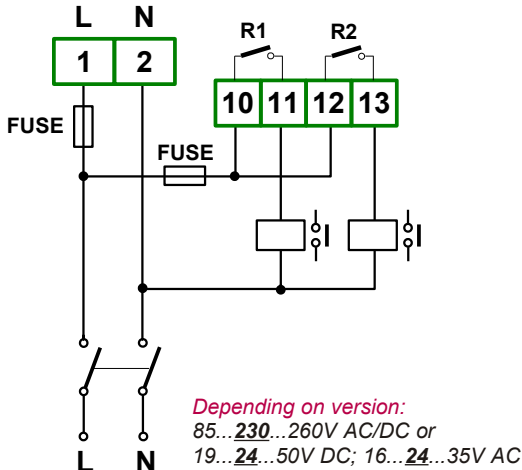 L N
R1 R2
1 2
10 11 12 13
FUSE
FUSE
Depending on version:
85...230...260V AC/DC or
19...24...50V DC; 16...24...35V AC
L N